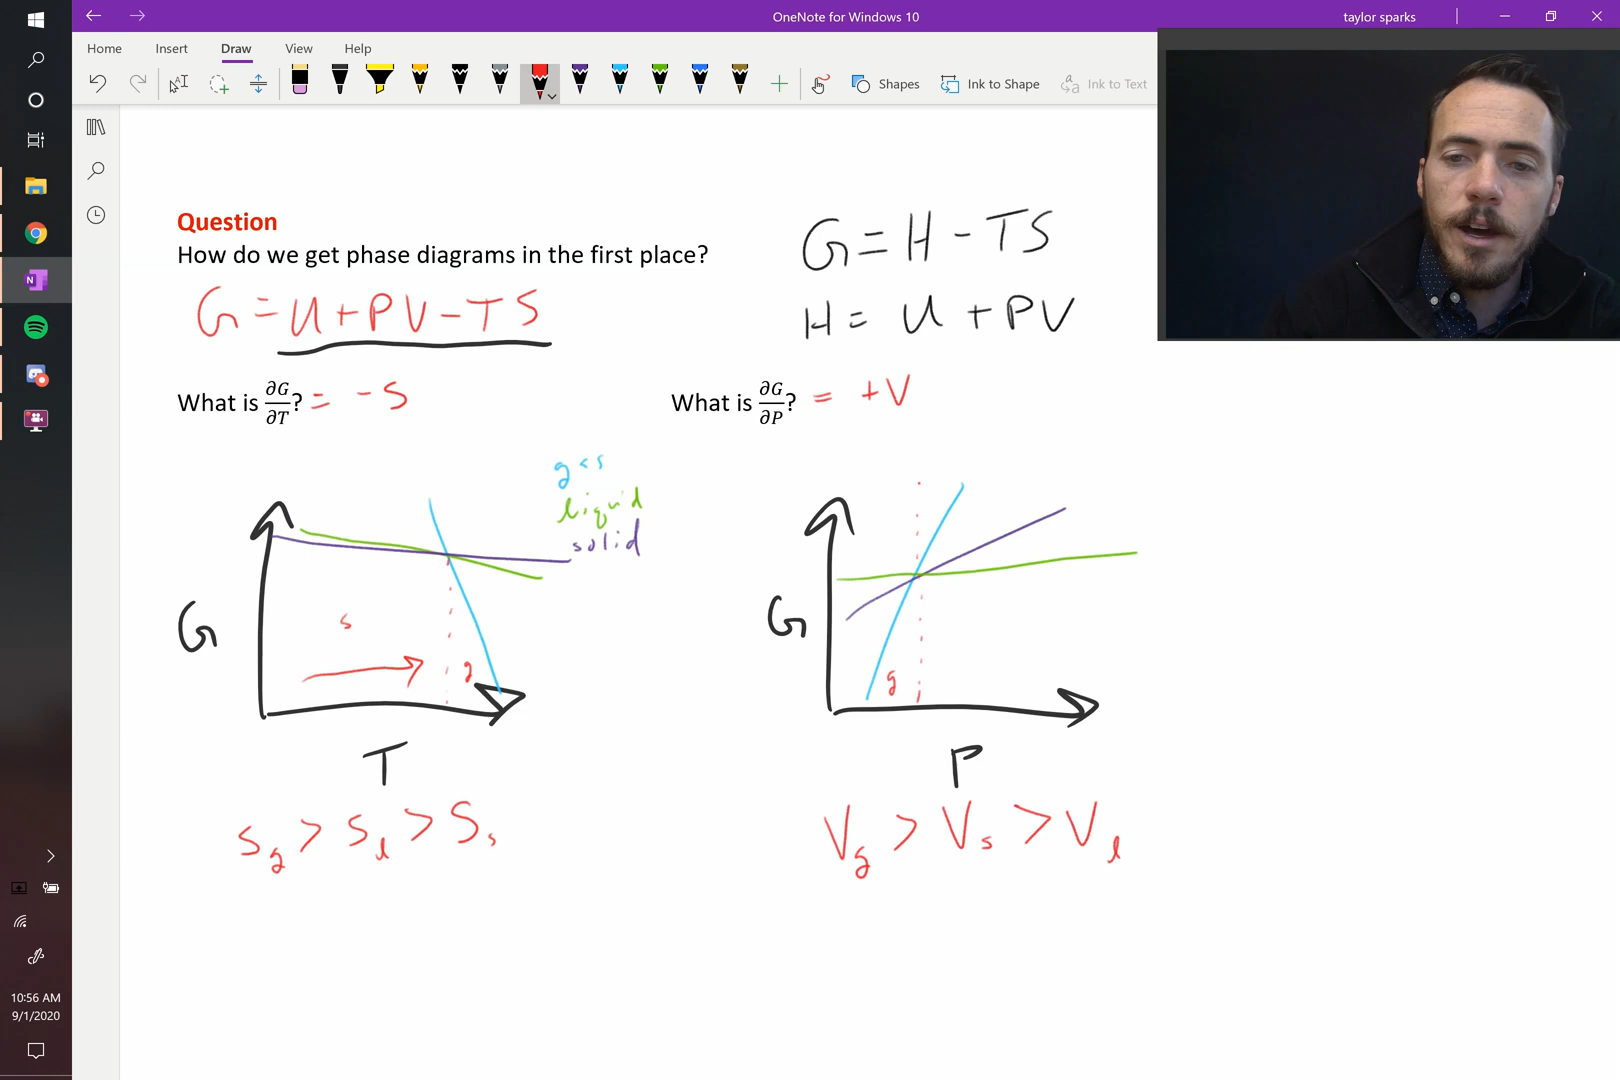 OneNote for Windows 10
taylor sparks
Home Insert Draw View Help
Shapes Ink to Shape Ink to Text
Question
How do we get phase diagrams in the first place?
G = U + PV - TS
G = H - TS
H = U + PV
What is ∂G/∂T? = -S
What is ∂G/∂P? = +V
gas
liquid
solid
G
s
g
T
G
g
P
S_g > S_l > S_s
V_g > V_s > V_l
10:56 AM
9/1/2020